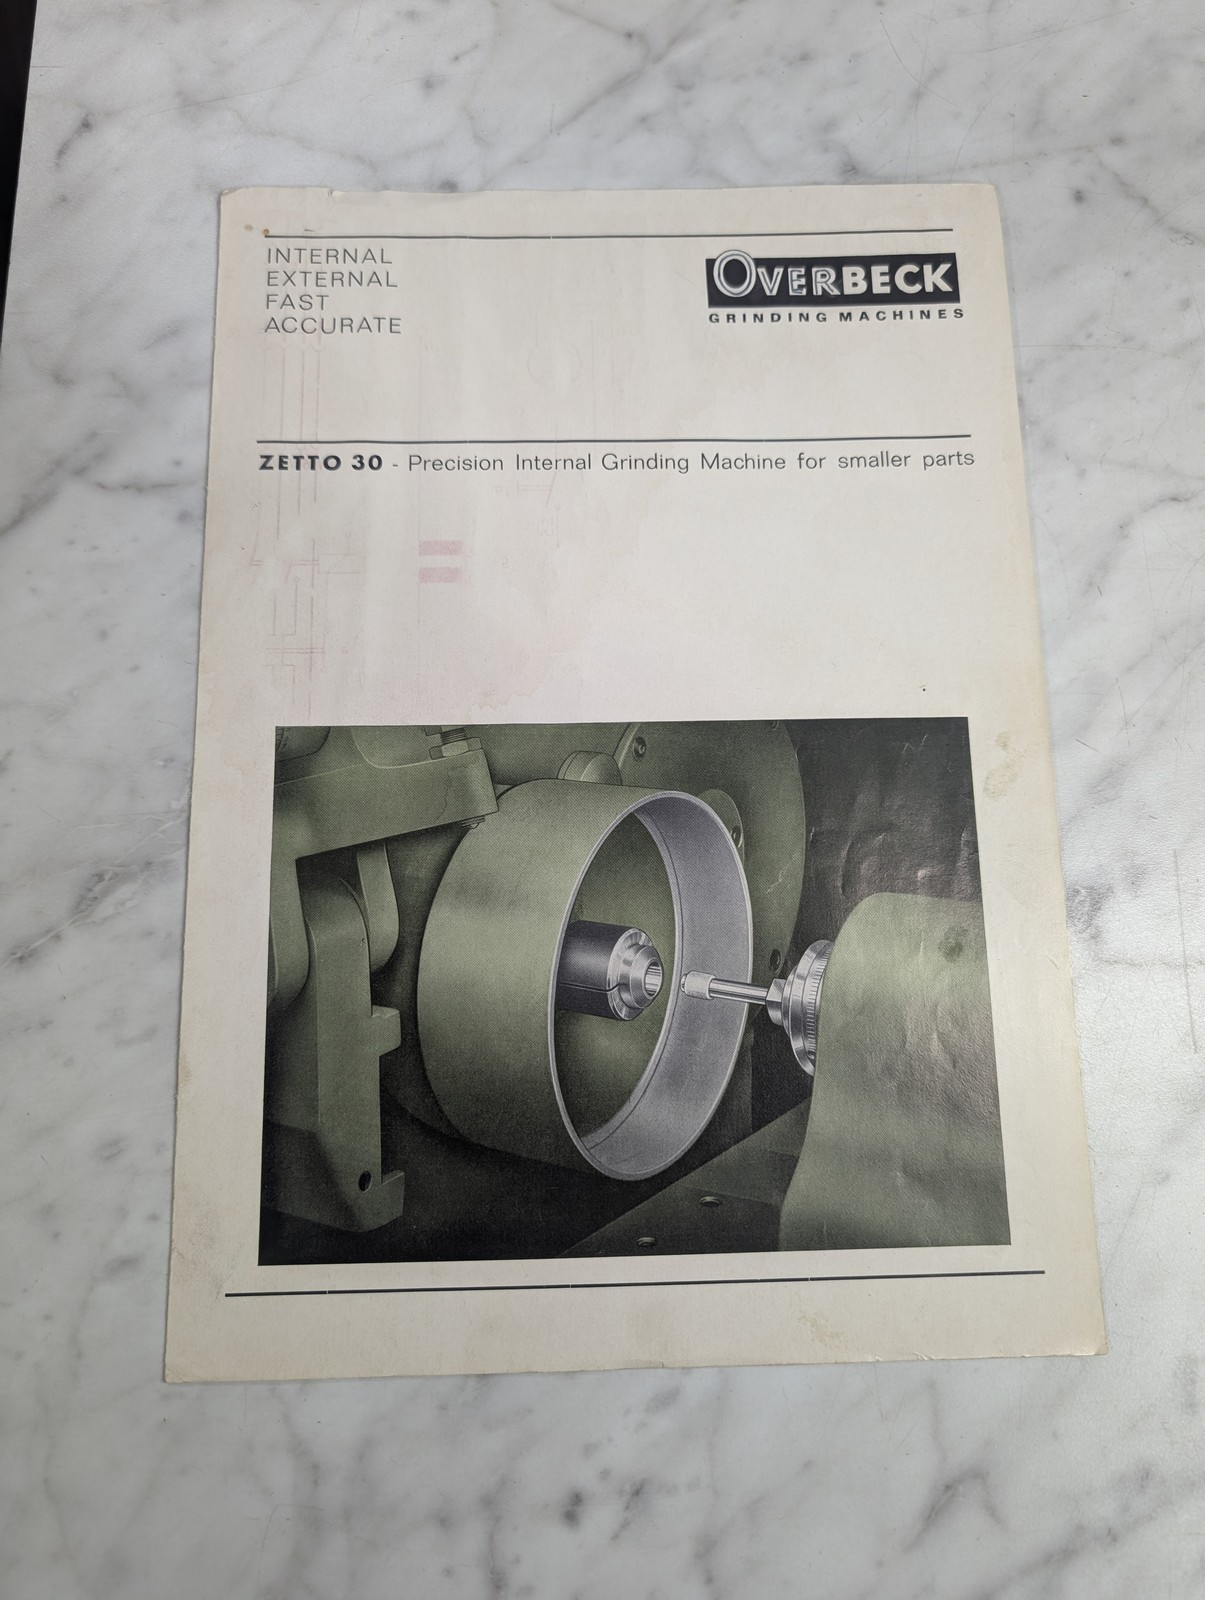 INTERNAL
EXTERNAL
FAST
ACCURATE
OVERBECK
GRINDING MACHINES
ZETTO 30 - Precision Internal Grinding Machine for smaller parts